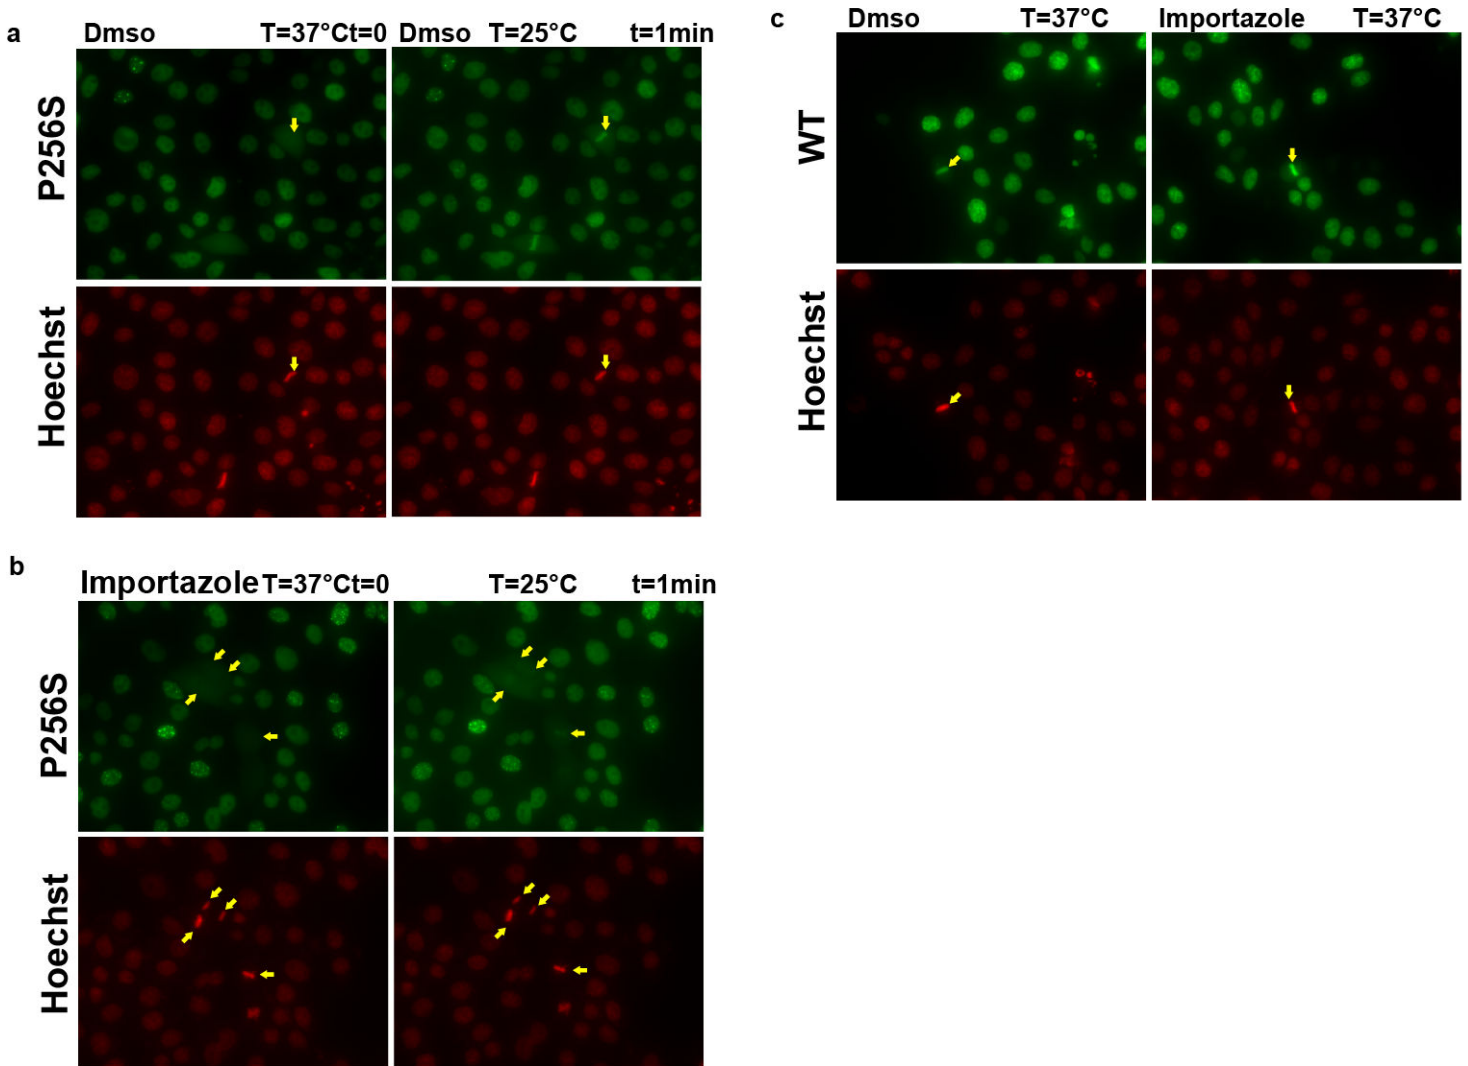 a
Dmso T=37°Ct=0 Dmso T=25°C t=1min
P256S
Hoechst
b
Importazole T=37°Ct=0 T=25°C t=1min
P256S
Hoechst
c
Dmso T=37°C Importazole T=37°C
WT
Hoechst